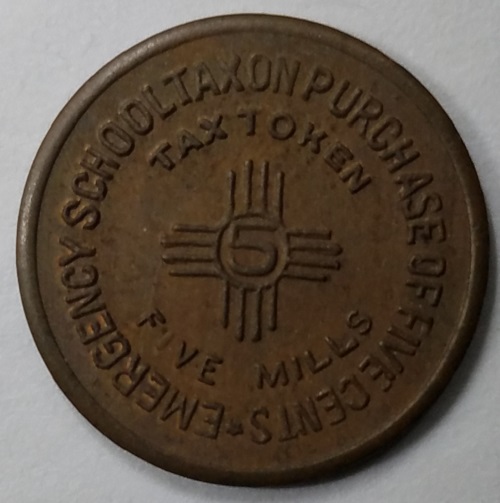 EMERGENCY SCHOOL TAX ON PURCHASE OF FIVE CENTS
TAX TOKEN
5
FIVE MILLS